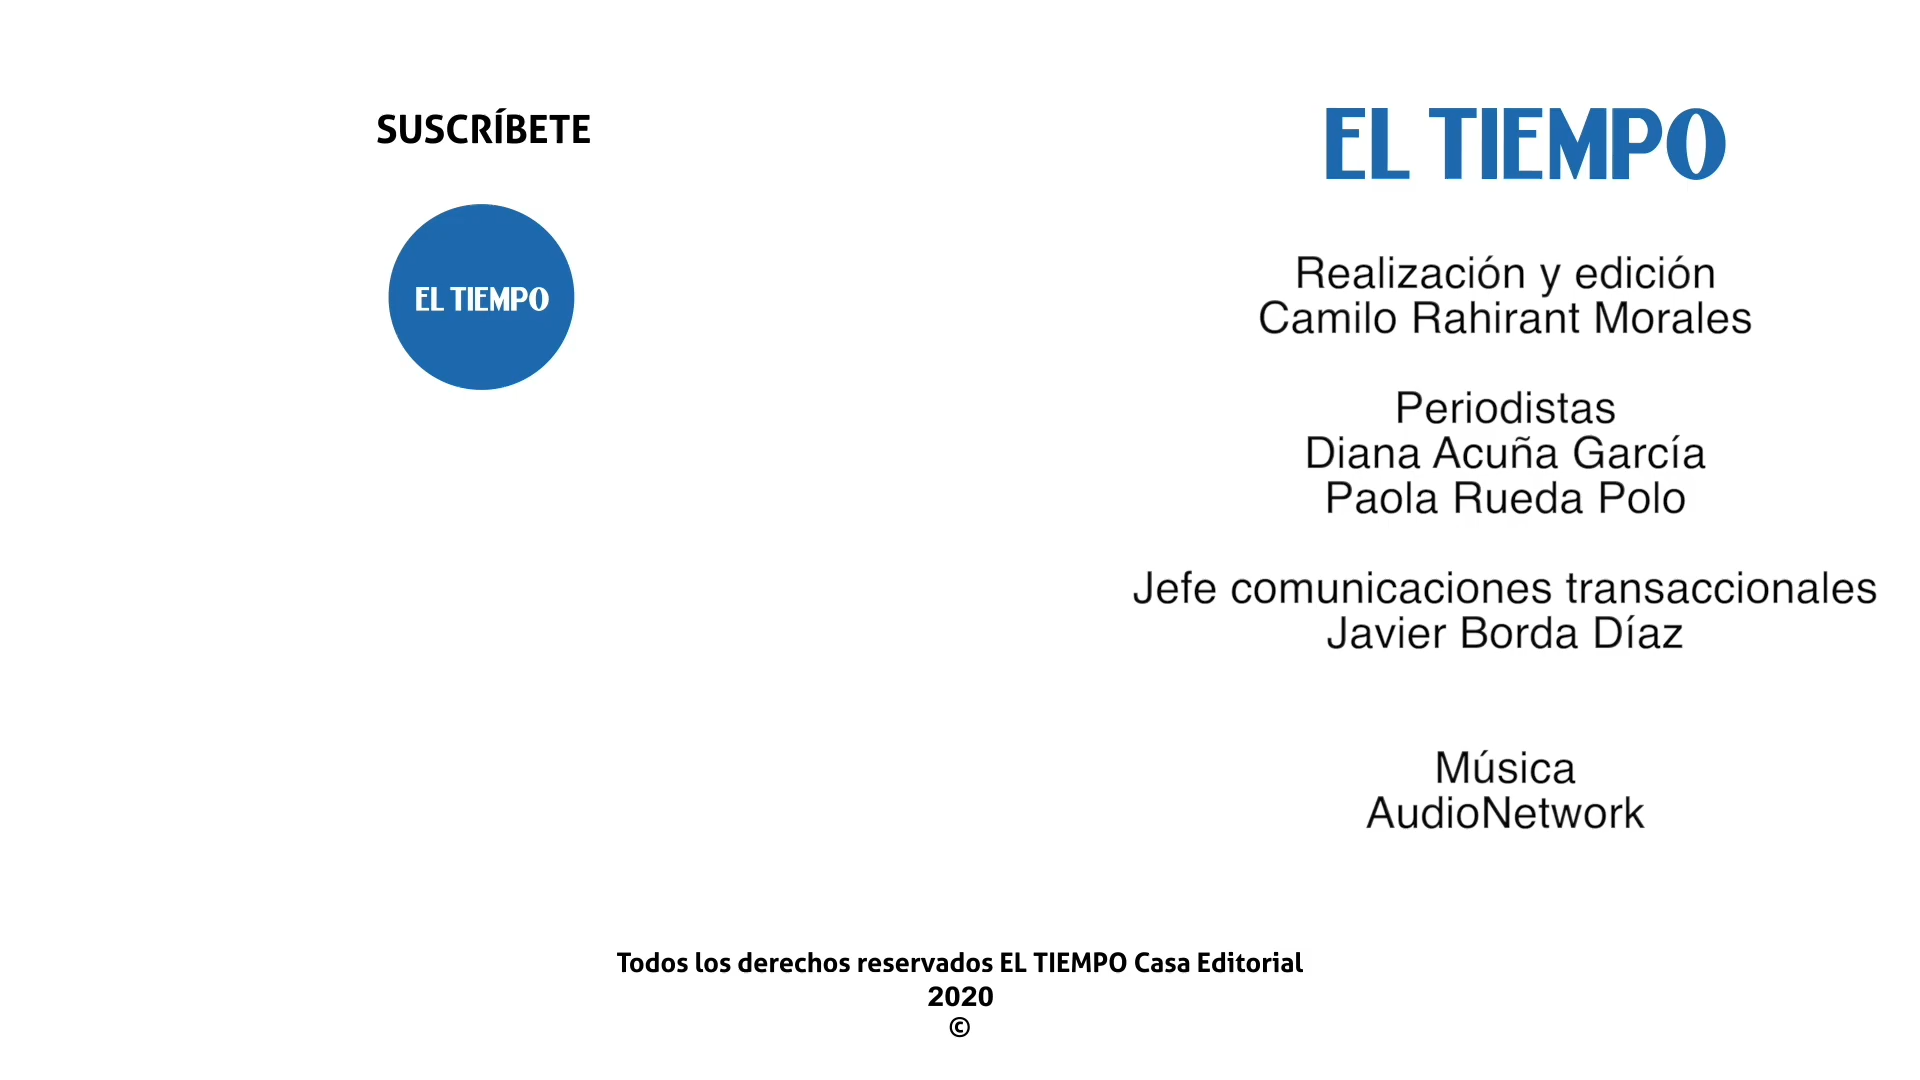 SUSCRÍBETE
EL TIEMPO
EL TIEMPO
Realización y edición
Camilo Rahirant Morales
Periodistas
Diana Acuña García
Paola Rueda Polo
Jefe comunicaciones transaccionales
Javier Borda Díaz
Música
AudioNetwork
Todos los derechos reservados EL TIEMPO Casa Editorial
2020
©